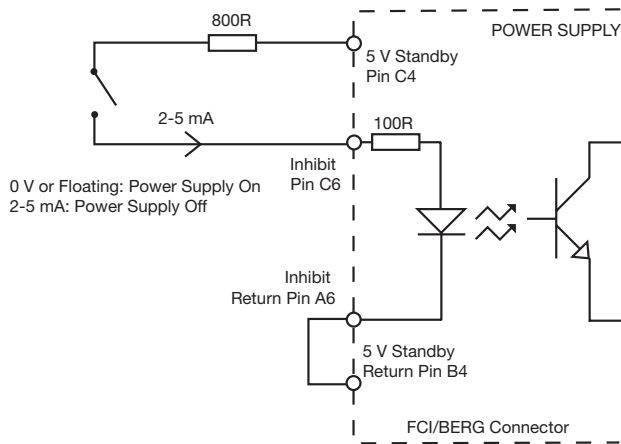 800R
POWER SUPPLY
5 V Standby
Pin C4
2-5 mA
100R
Inhibit
Pin C6
0 V or Floating: Power Supply On
2-5 mA: Power Supply Off
Inhibit
Return Pin A6
5 V Standby
Return Pin B4
FCI/BERG Connector